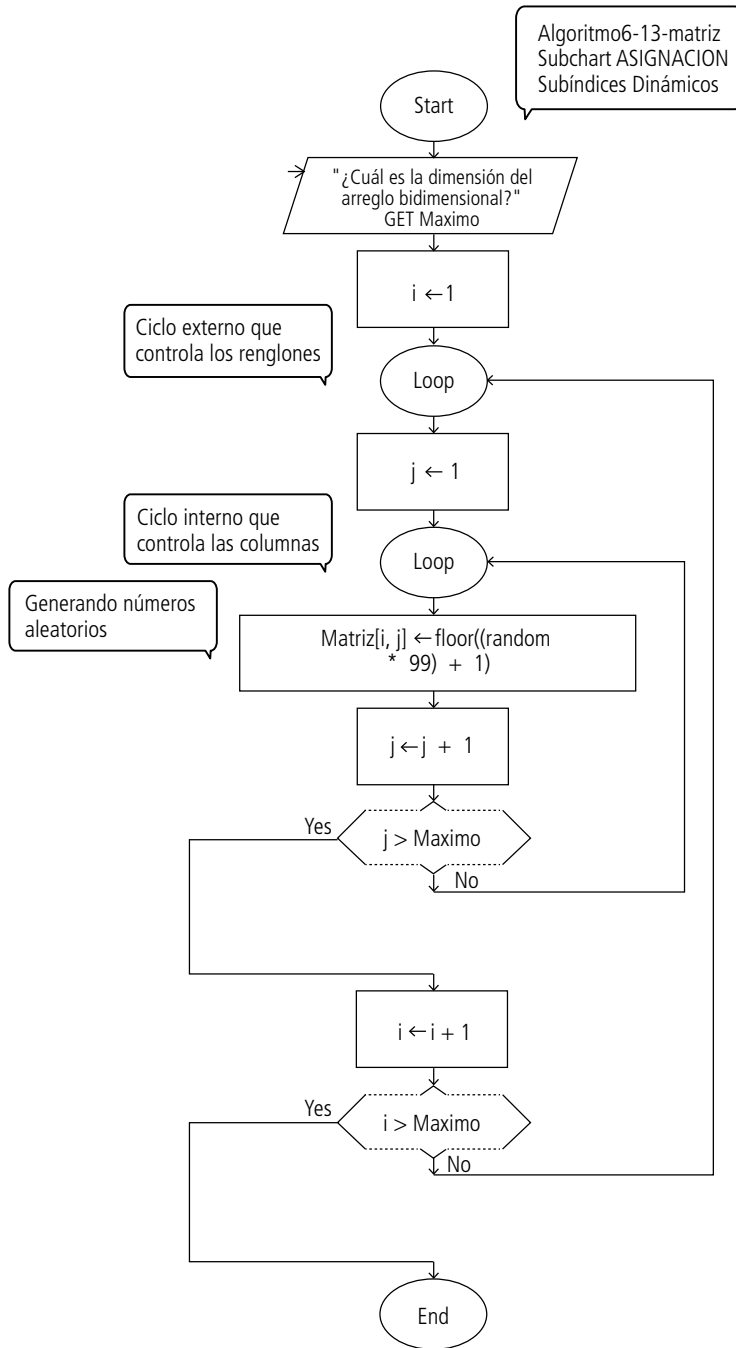 Algoritmo6-13-matriz
Subchart ASIGNACION
Subíndices Dinámicos
Start
"¿Cuál es la dimensión del
arreglo bidimensional?"
GET Maximo
i ←1
Ciclo externo que
controla los renglones
Loop
j ← 1
Ciclo interno que
controla las columnas
Loop
Generando números
aleatorios
Matriz[i, j] ←floor((random
* 99) + 1)
j ←j + 1
Yes
j > Maximo
No
i ←i + 1
Yes
i > Maximo
No
End